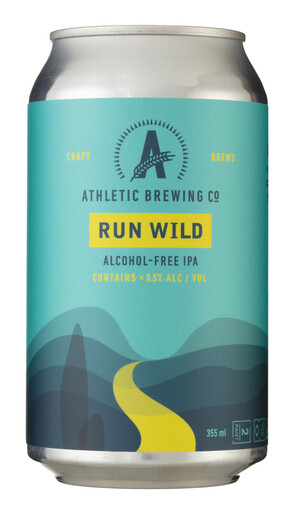 A
CRAFT BREWS
ATHLETIC BREWING CO
RUN WILD
ALCOHOL-FREE IPA
CONTAINS <0.5% ALC / VOL
355 ml